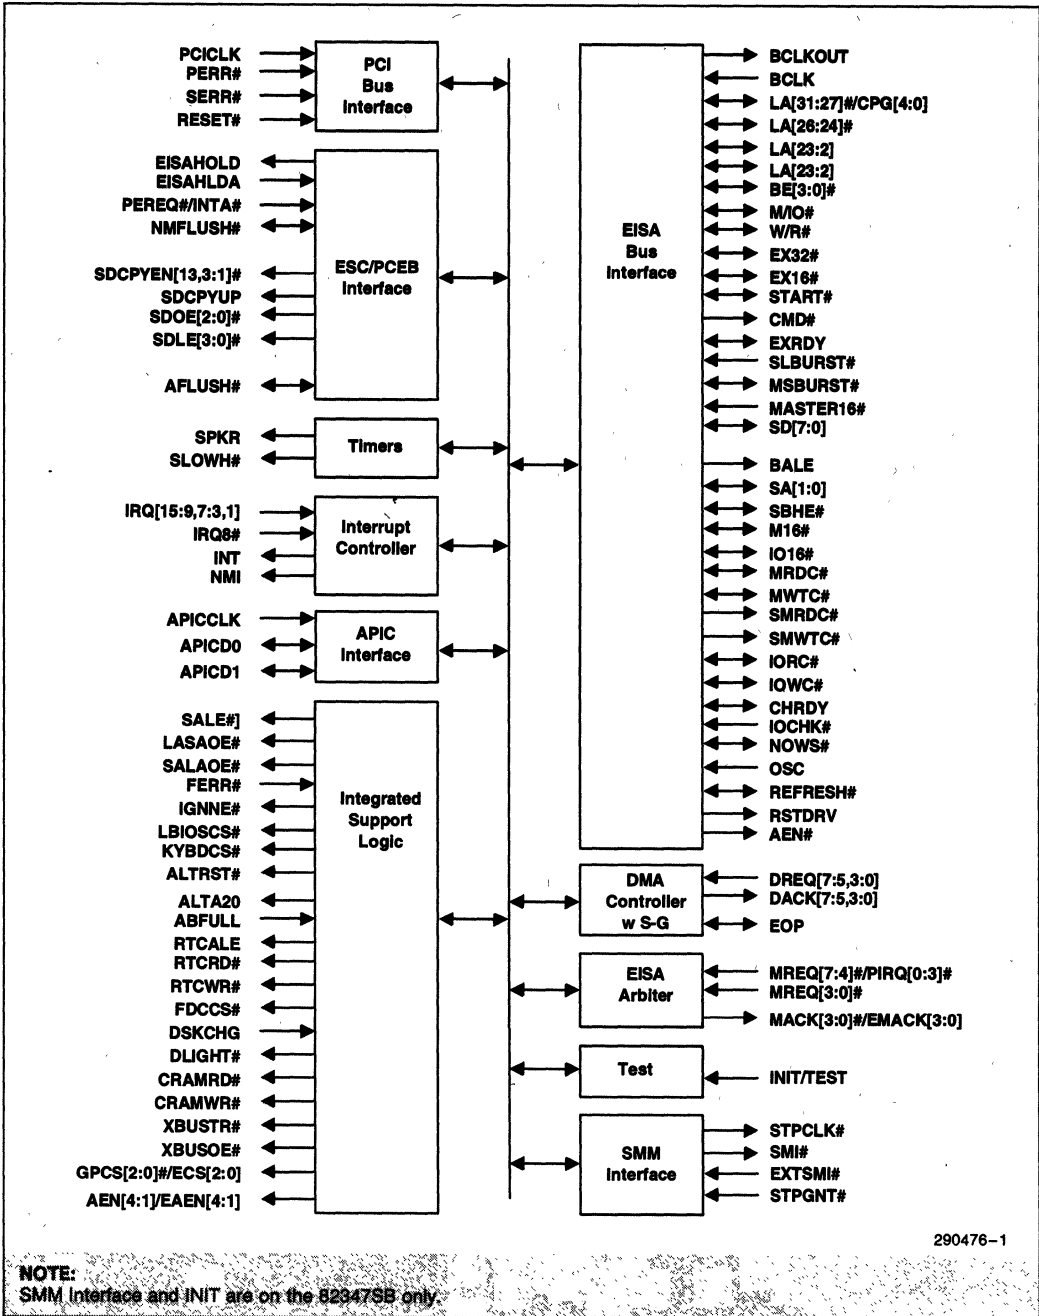 PCICLK
PERR#
SERR#
RESET#
PCI
Bus
Interface
EISAHOLD
EISAHLDA
PEREQ#/INTA#
NMFLUSH#
SDCPYEN[13,3:1]#
SDCPYUP
SDOE[2:0]#
SDLE[3:0]#
AFLUSH#
ESC/PCEB
Interface
SPKR
SLOWH#
Timers
IRQ[15:9,7:3,1]
IRQ8#
INT
NMI
Interrupt
Controller
APICCLK
APICD0
APICD1
APIC
Interface
SALE#]
LASAOE#
SALAOE#
FERR#
IGNNE#
LBIOSCS#
KYBDCS#
ALTRST#
ALTA20
ABFULL
RTCALE
RTCRD#
RTCWR#
FDCCS#
DSKCHG
DLIGHT#
CRAMRD#
CRAMWR#
XBUSTR#
XBUSOE#
GPCS[2:0]#/ECS[2:0]
AEN[4:1]/EAEN[4:1]
Integrated
Support
Logic
EISA
Bus
Interface
BCLKOUT
BCLK
LA[31:27]#/CPG[4:0]
LA[26:24]#
LA[23:2]
LA[23:2]
BE[3:0]#
M/IO#
W/R#
EX32#
EX16#
START#
CMD#
EXRDY
SLBURST#
MSBURST#
MASTER16#
SD[7:0]
BALE
SA[1:0]
SBHE#
M16#
IO16#
MRDC#
MWTC#
SMRDC#
SMWTC#
IORC#
IOWC#
CHRDY
IOCHK#
NOWS#
OSC
REFRESH#
RSTDRV
AEN#
DMA
Controller
w S-G
DREQ[7:5,3:0]
DACK[7:5,3:0]
EOP
EISA
Arbiter
MREQ[7:4]#/PIRQ[0:3]#
MREQ[3:0]#
MACK[3:0]#/EMACK[3:0]
Test
INIT/TEST
SMM
Interface
STPCLK#
SMI#
EXTSMI#
STPGNT#
290476–1
NOTE:
SMM Interface and INIT are on the 82347SB only.